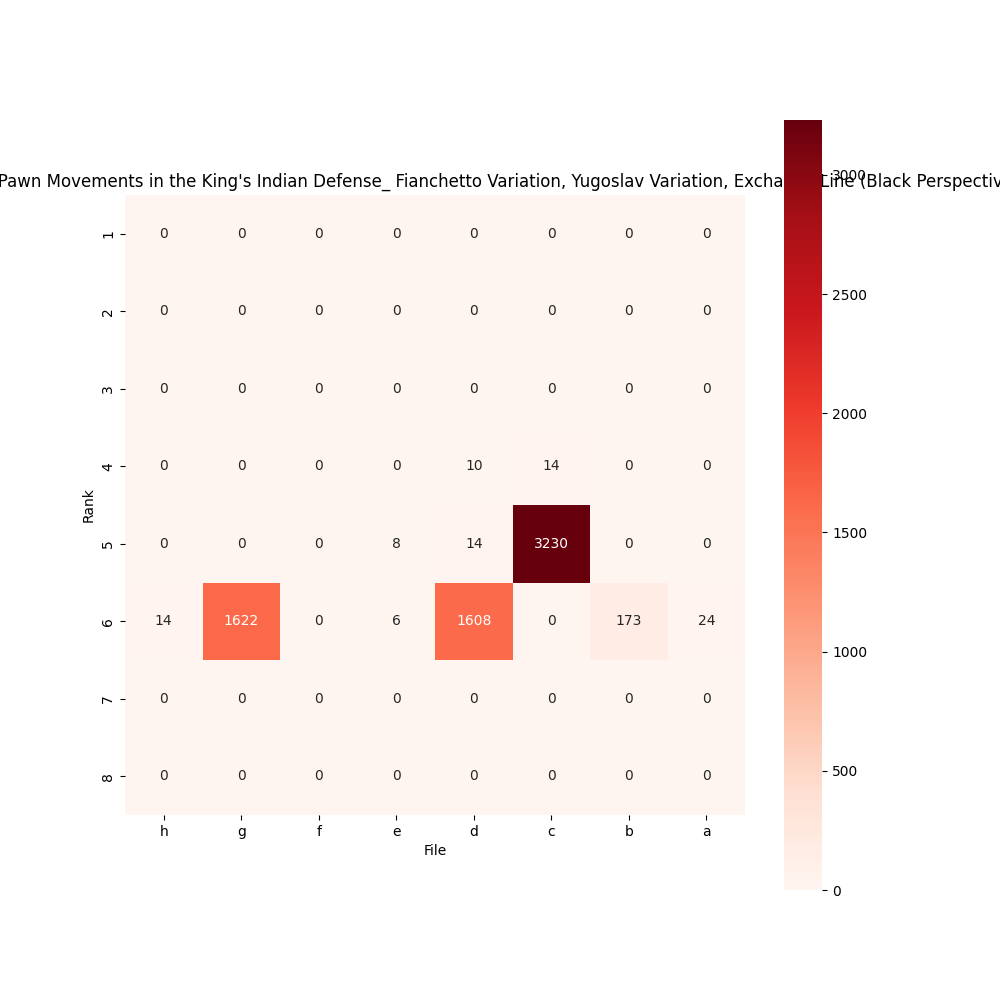 Pawn Movements in the King's Indian Defense_ Fianchetto Variation, Yugoslav Variation, Excha Line (Black Perspectiv
3000
1 0 0 0 0 0 0 0 0
2 0 0 0 0 0 0 0 0
2500
3 0 0 0 0 0 0 0 0
2000
4 0 0 0 0 10 14 0 0
Rank
1500
5 0 0 0 8 14 3230 0 0
6 14 1622 0 6 1608 0 173 24
1000
7 0 0 0 0 0 0 0 0
500
8 0 0 0 0 0 0 0 0
h g f e d c b a
File
0